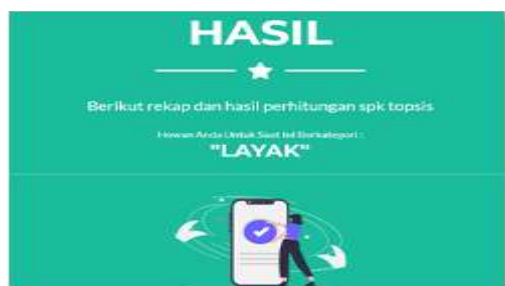 HASIL
Berikut rekap dan hasil perhitungan spk topsis
Hewan Anda Untuk Saat Ini Berkategori :
"LAYAK"